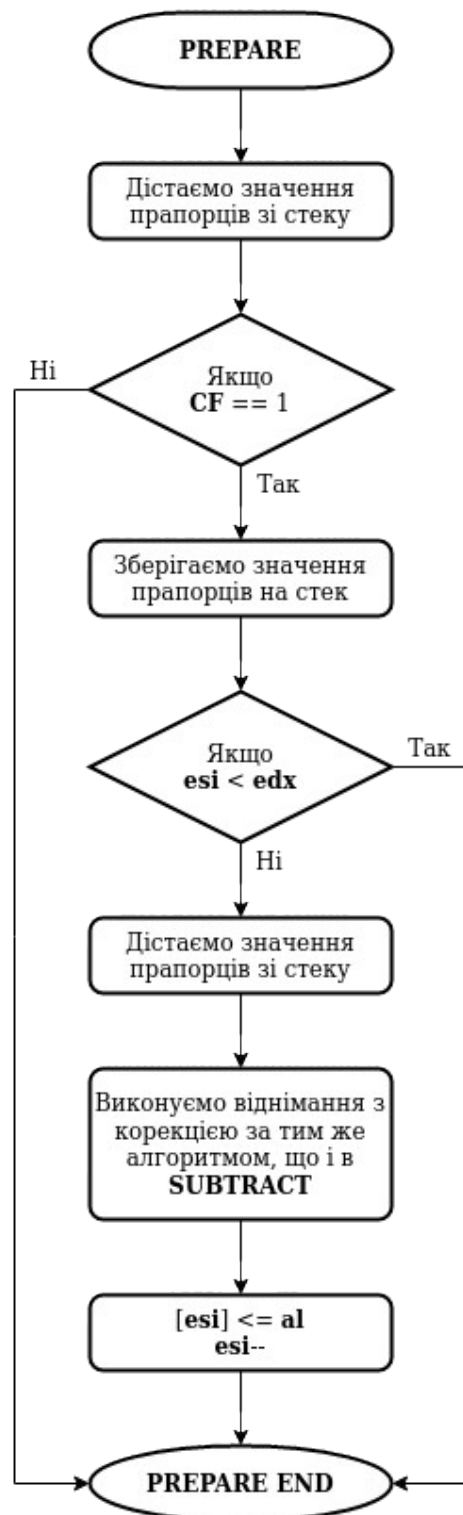 PREPARE
Дістаємо значення
прапорців зі стеку
Ні
Якщо
CF == 1
Так
Зберігаємо значення
прапорців на стек
Якщо
esi < edx
Так
Ні
Дістаємо значення
прапорців зі стеку
Виконуємо віднімання з
корекцією за тим же
алгоритмом, що і в
SUBTRACT
[esi] <= al
esi--
PREPARE END